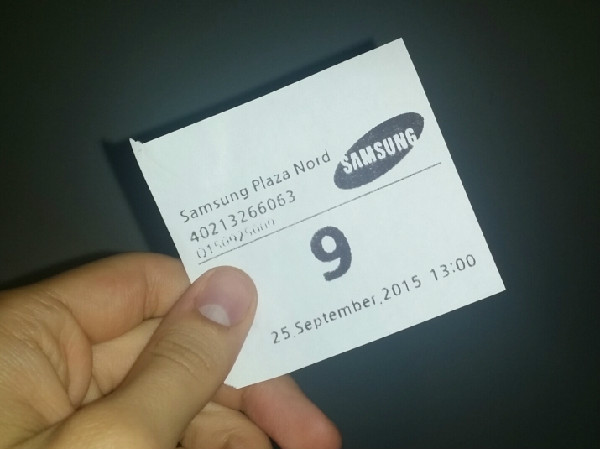 Samsung Plaza Nord
SAMSUNG
40213266063
9
25.September.2015 13:00